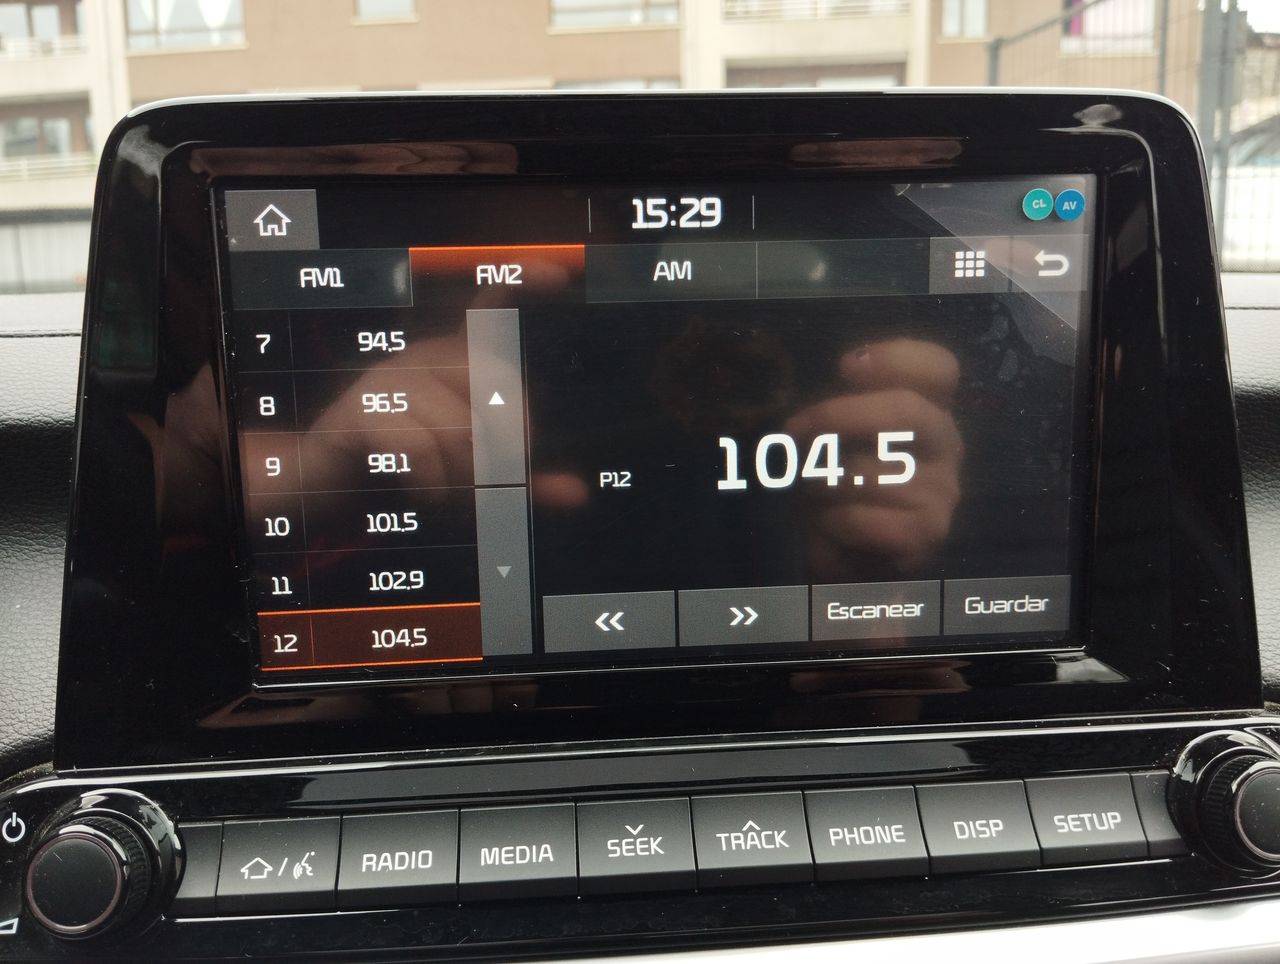 15:29
CL AV
FM1 FM2 AM
7 94.5
8 96.5
9 98.1
10 101.5
11 102.9
12 104.5
P12 104.5
Escanear Guardar
RADIO MEDIA SEEK TRACK PHONE DISP SETUP